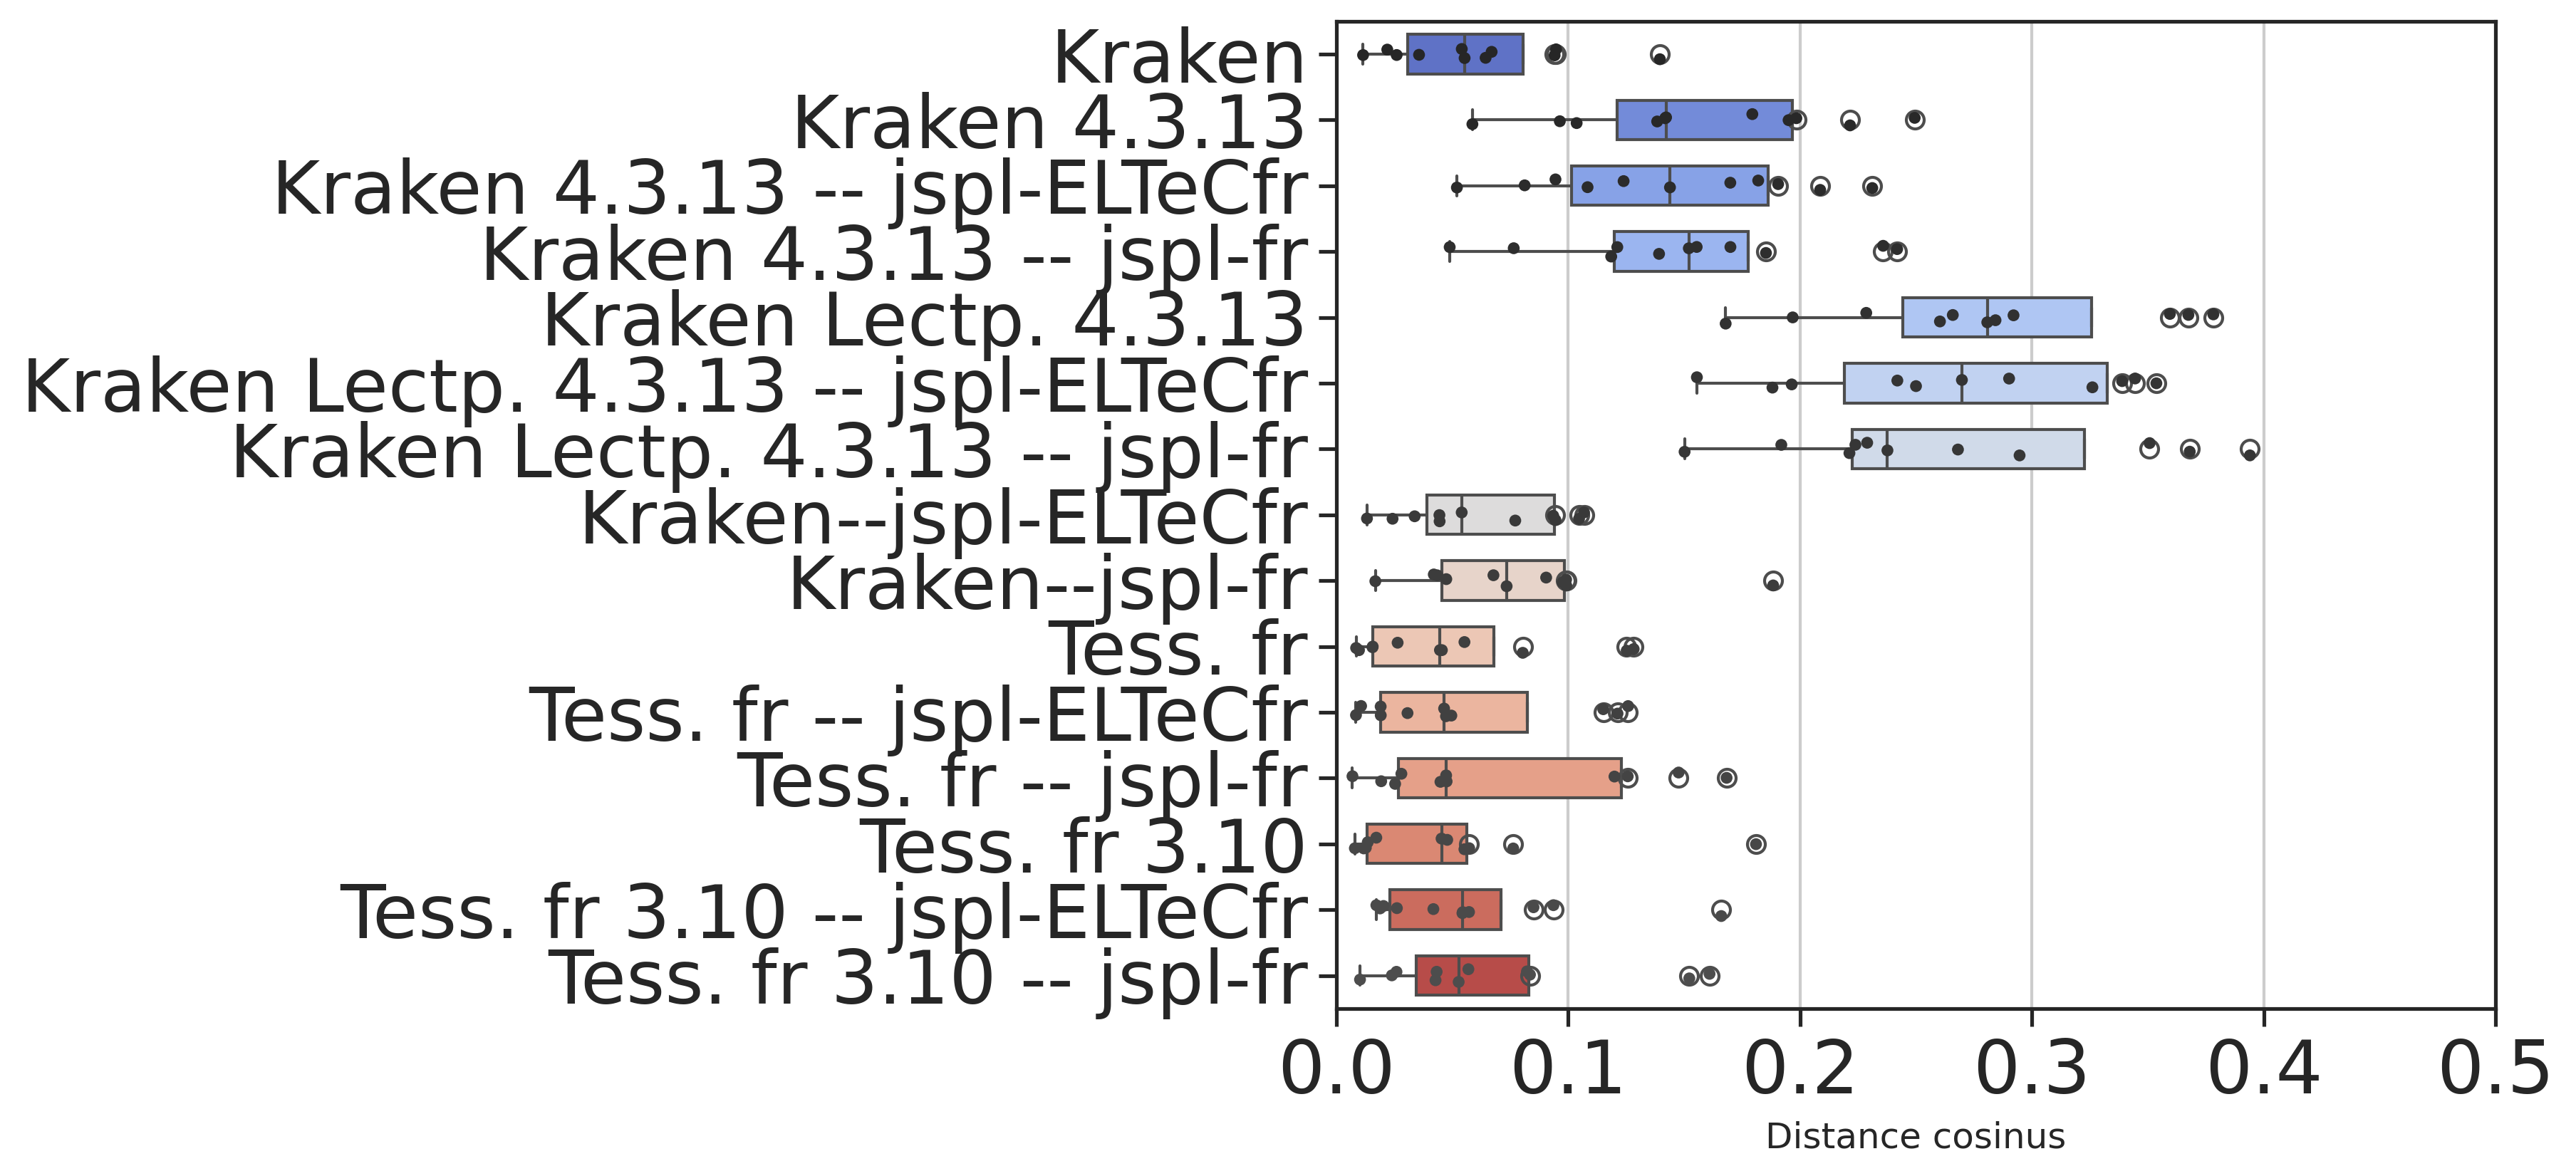 Kraken
Kraken 4.3.13
Kraken 4.3.13 -- jspl-ELTeCfr
Kraken 4.3.13 -- jspl-fr
Kraken Lectp. 4.3.13
Kraken Lectp. 4.3.13 -- jspl-ELTeCfr
Kraken Lectp. 4.3.13 -- jspl-fr
Kraken--jspl-ELTeCfr
Kraken--jspl-fr
Tess. fr
Tess. fr -- jspl-ELTeCfr
Tess. fr -- jspl-fr
Tess. fr 3.10
Tess. fr 3.10 -- jspl-ELTeCfr
Tess. fr 3.10 -- jspl-fr
0.0 0.1 0.2 0.3 0.4 0.5
Distance cosinus